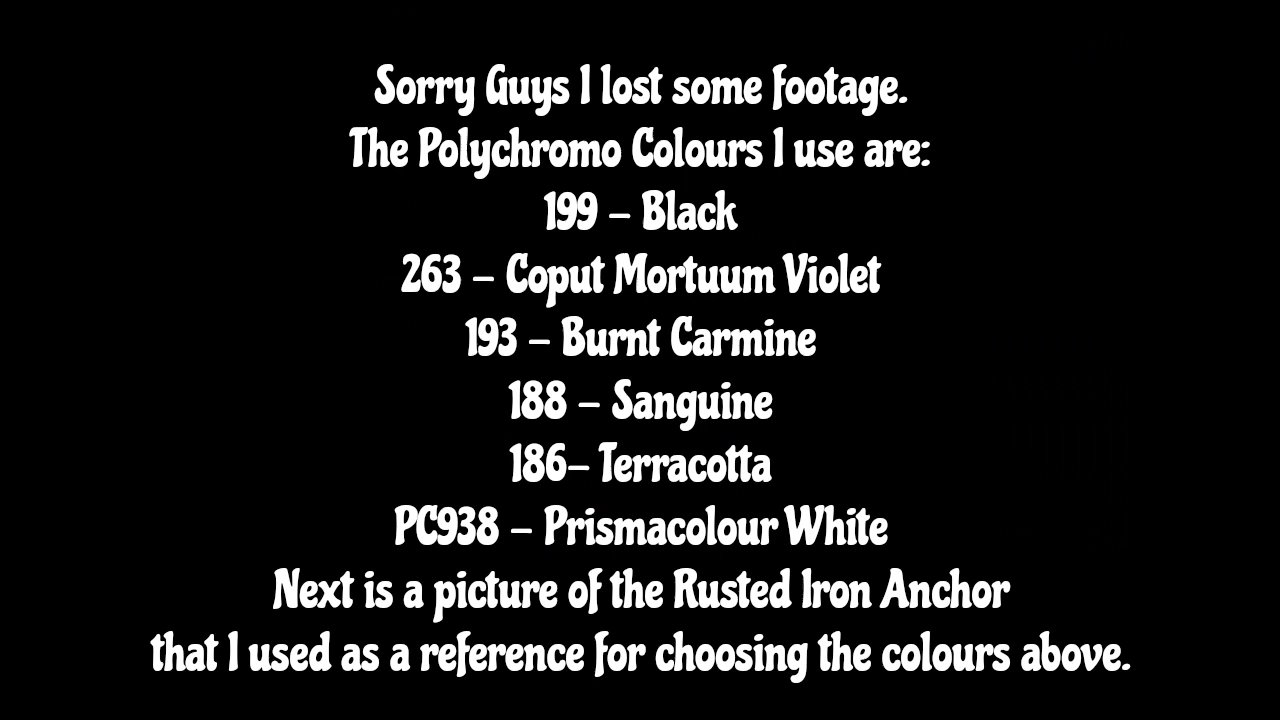 Sorry Guys I lost some footage.
The Polychromo Colours I use are:
199 – Black
263 – Coput Mortuum Violet
193 – Burnt Carmine
188 – Sanguine
186– Terracotta
PC938 – Prismacolour White
Next is a picture of the Rusted Iron Anchor
that I used as a reference for choosing the colours above.